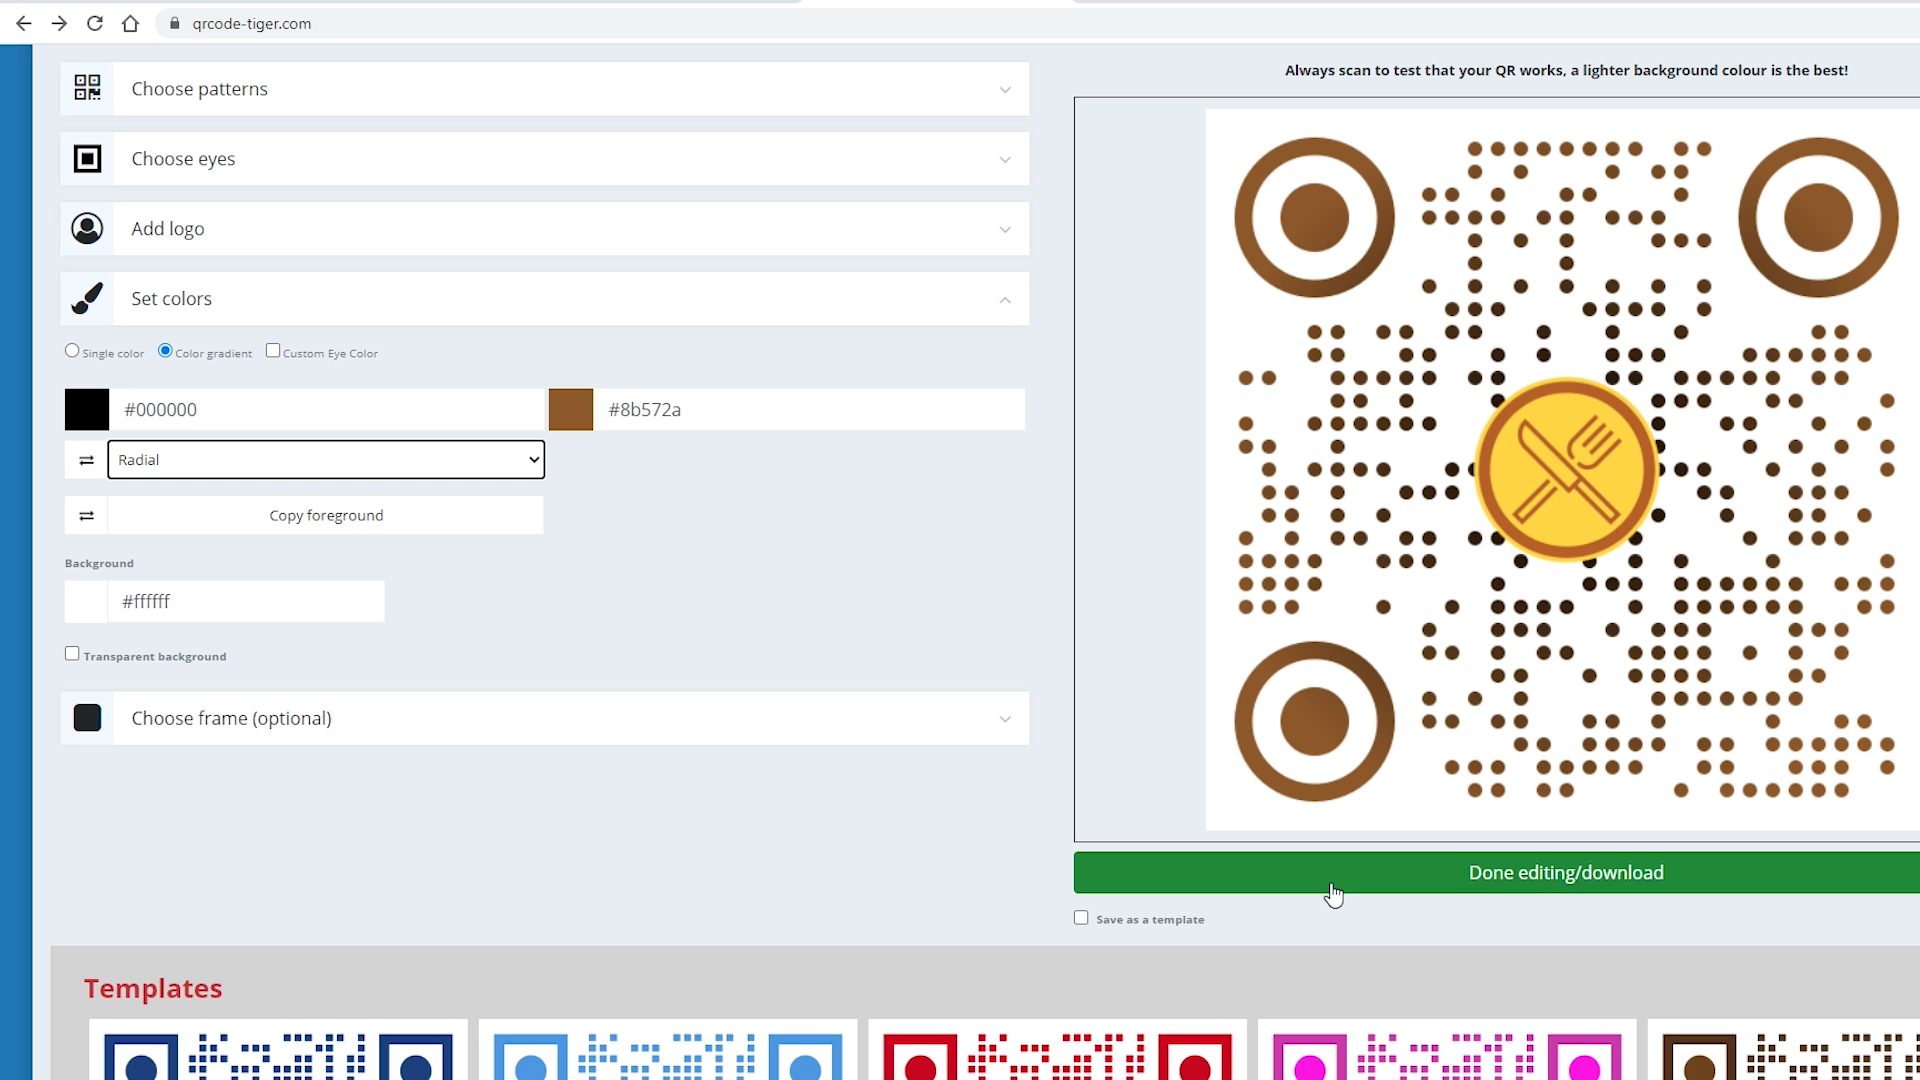 qrcode-tiger.com
Always scan to test that your QR works, a lighter background colour is the best!
Choose patterns
Choose eyes
Add logo
Set colors
Single color Color gradient Custom Eye Color
#000000 #8b572a
Radial
Copy foreground
Background
#ffffff
Transparent background
Choose frame (optional)
Done editing/download
Save as a template
Templates